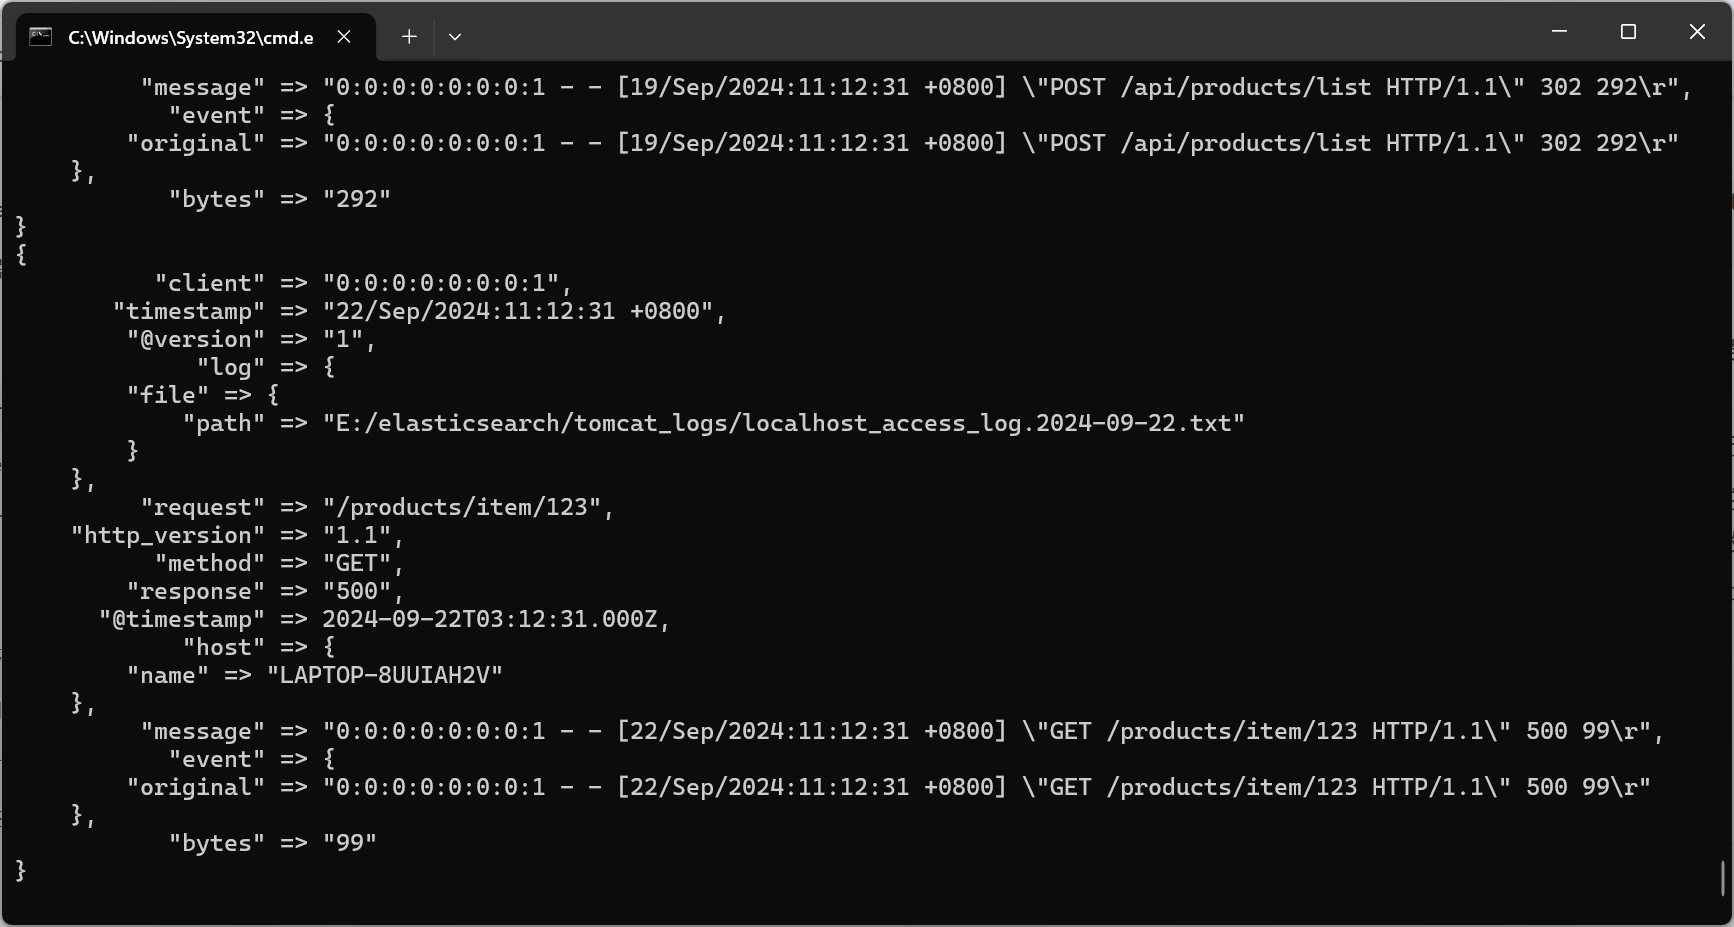 C:\Windows\System32\cmd.e
"message" => "0:0:0:0:0:0:0:1 - - [19/Sep/2024:11:12:31 +0800] \"POST /api/products/list HTTP/1.1\" 302 292\r",
"event" => {
"original" => "0:0:0:0:0:0:0:1 - - [19/Sep/2024:11:12:31 +0800] \"POST /api/products/list HTTP/1.1\" 302 292\r"
},
"bytes" => "292"
}
{
"client" => "0:0:0:0:0:0:0:1",
"timestamp" => "22/Sep/2024:11:12:31 +0800",
"@version" => "1",
"log" => {
"file" => {
"path" => "E:/elasticsearch/tomcat_logs/localhost_access_log.2024-09-22.txt"
}
},
"request" => "/products/item/123",
"http_version" => "1.1",
"method" => "GET",
"response" => "500",
"@timestamp" => 2024-09-22T03:12:31.000Z,
"host" => {
"name" => "LAPTOP-8UUIAH2V"
},
"message" => "0:0:0:0:0:0:0:1 - - [22/Sep/2024:11:12:31 +0800] \"GET /products/item/123 HTTP/1.1\" 500 99\r",
"event" => {
"original" => "0:0:0:0:0:0:0:1 - - [22/Sep/2024:11:12:31 +0800] \"GET /products/item/123 HTTP/1.1\" 500 99\r"
},
"bytes" => "99"
}